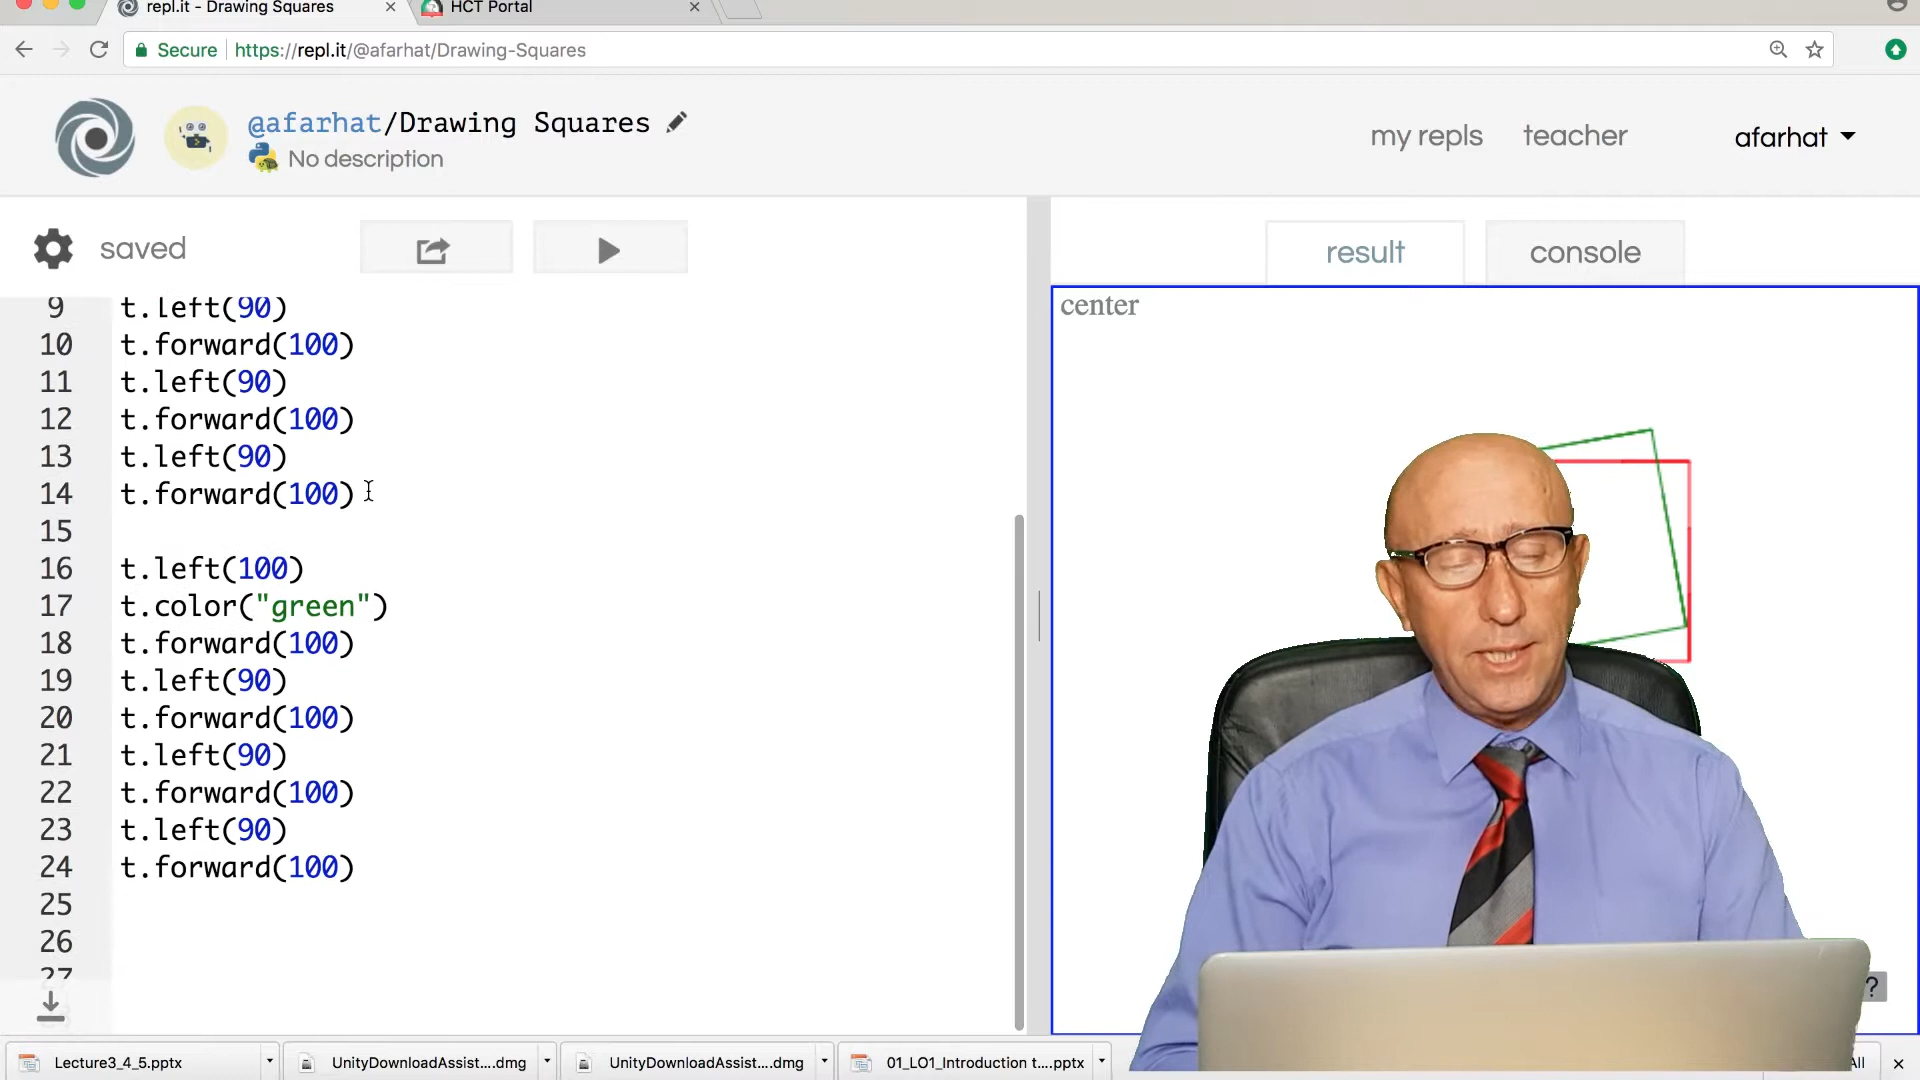 repl.it - Drawing Squares
HCT Portal
Secure https://repl.it/@afarhat/Drawing-Squares
@afarhat/Drawing Squares
No description
my repls teacher afarhat
saved
result console
center
9 t.left(90)
10 t.forward(100)
11 t.left(90)
12 t.forward(100)
13 t.left(90)
14 t.forward(100)
15
16 t.left(100)
17 t.color("green")
18 t.forward(100)
19 t.left(90)
20 t.forward(100)
21 t.left(90)
22 t.forward(100)
23 t.left(90)
24 t.forward(100)
25
26
27
?
Lecture3_4_5.pptx
UnityDownloadAssist....dmg
UnityDownloadAssist....dmg
01_LO1_Introduction t....pptx
All